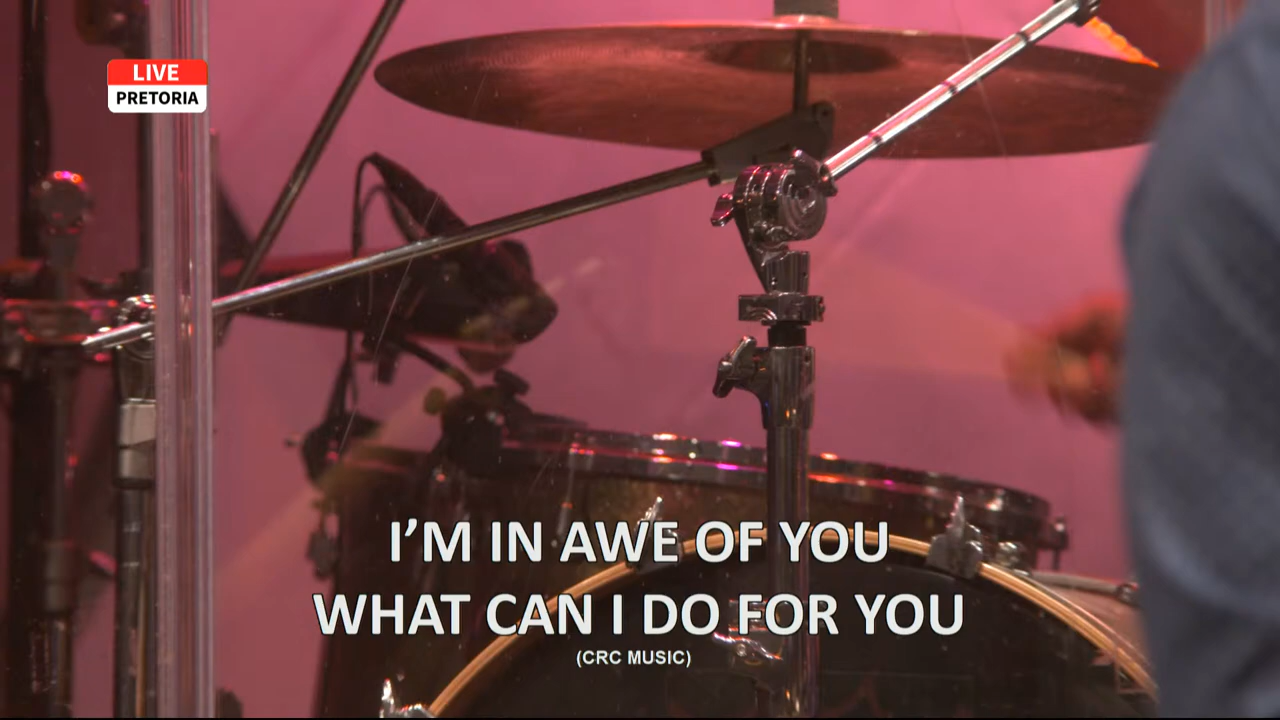 LIVE
PRETORIA
I’M IN AWE OF YOU
WHAT CAN I DO FOR YOU
(CRC MUSIC)